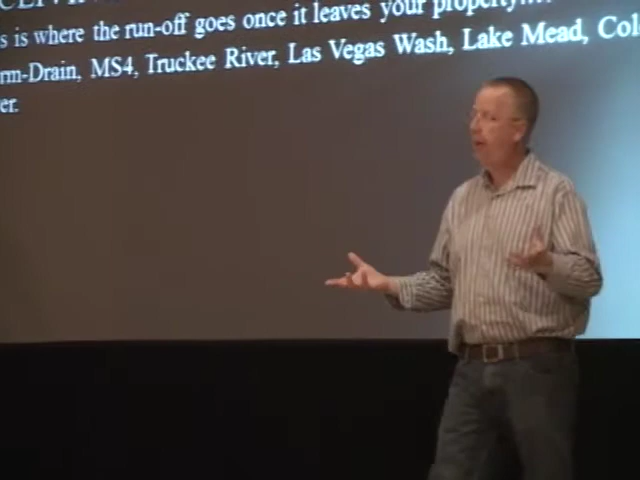 s is where the run-off goes once it leaves your property...
rm-Drain, MS4, Truckee River, Las Vegas Wash, Lake Mead, Col
er.